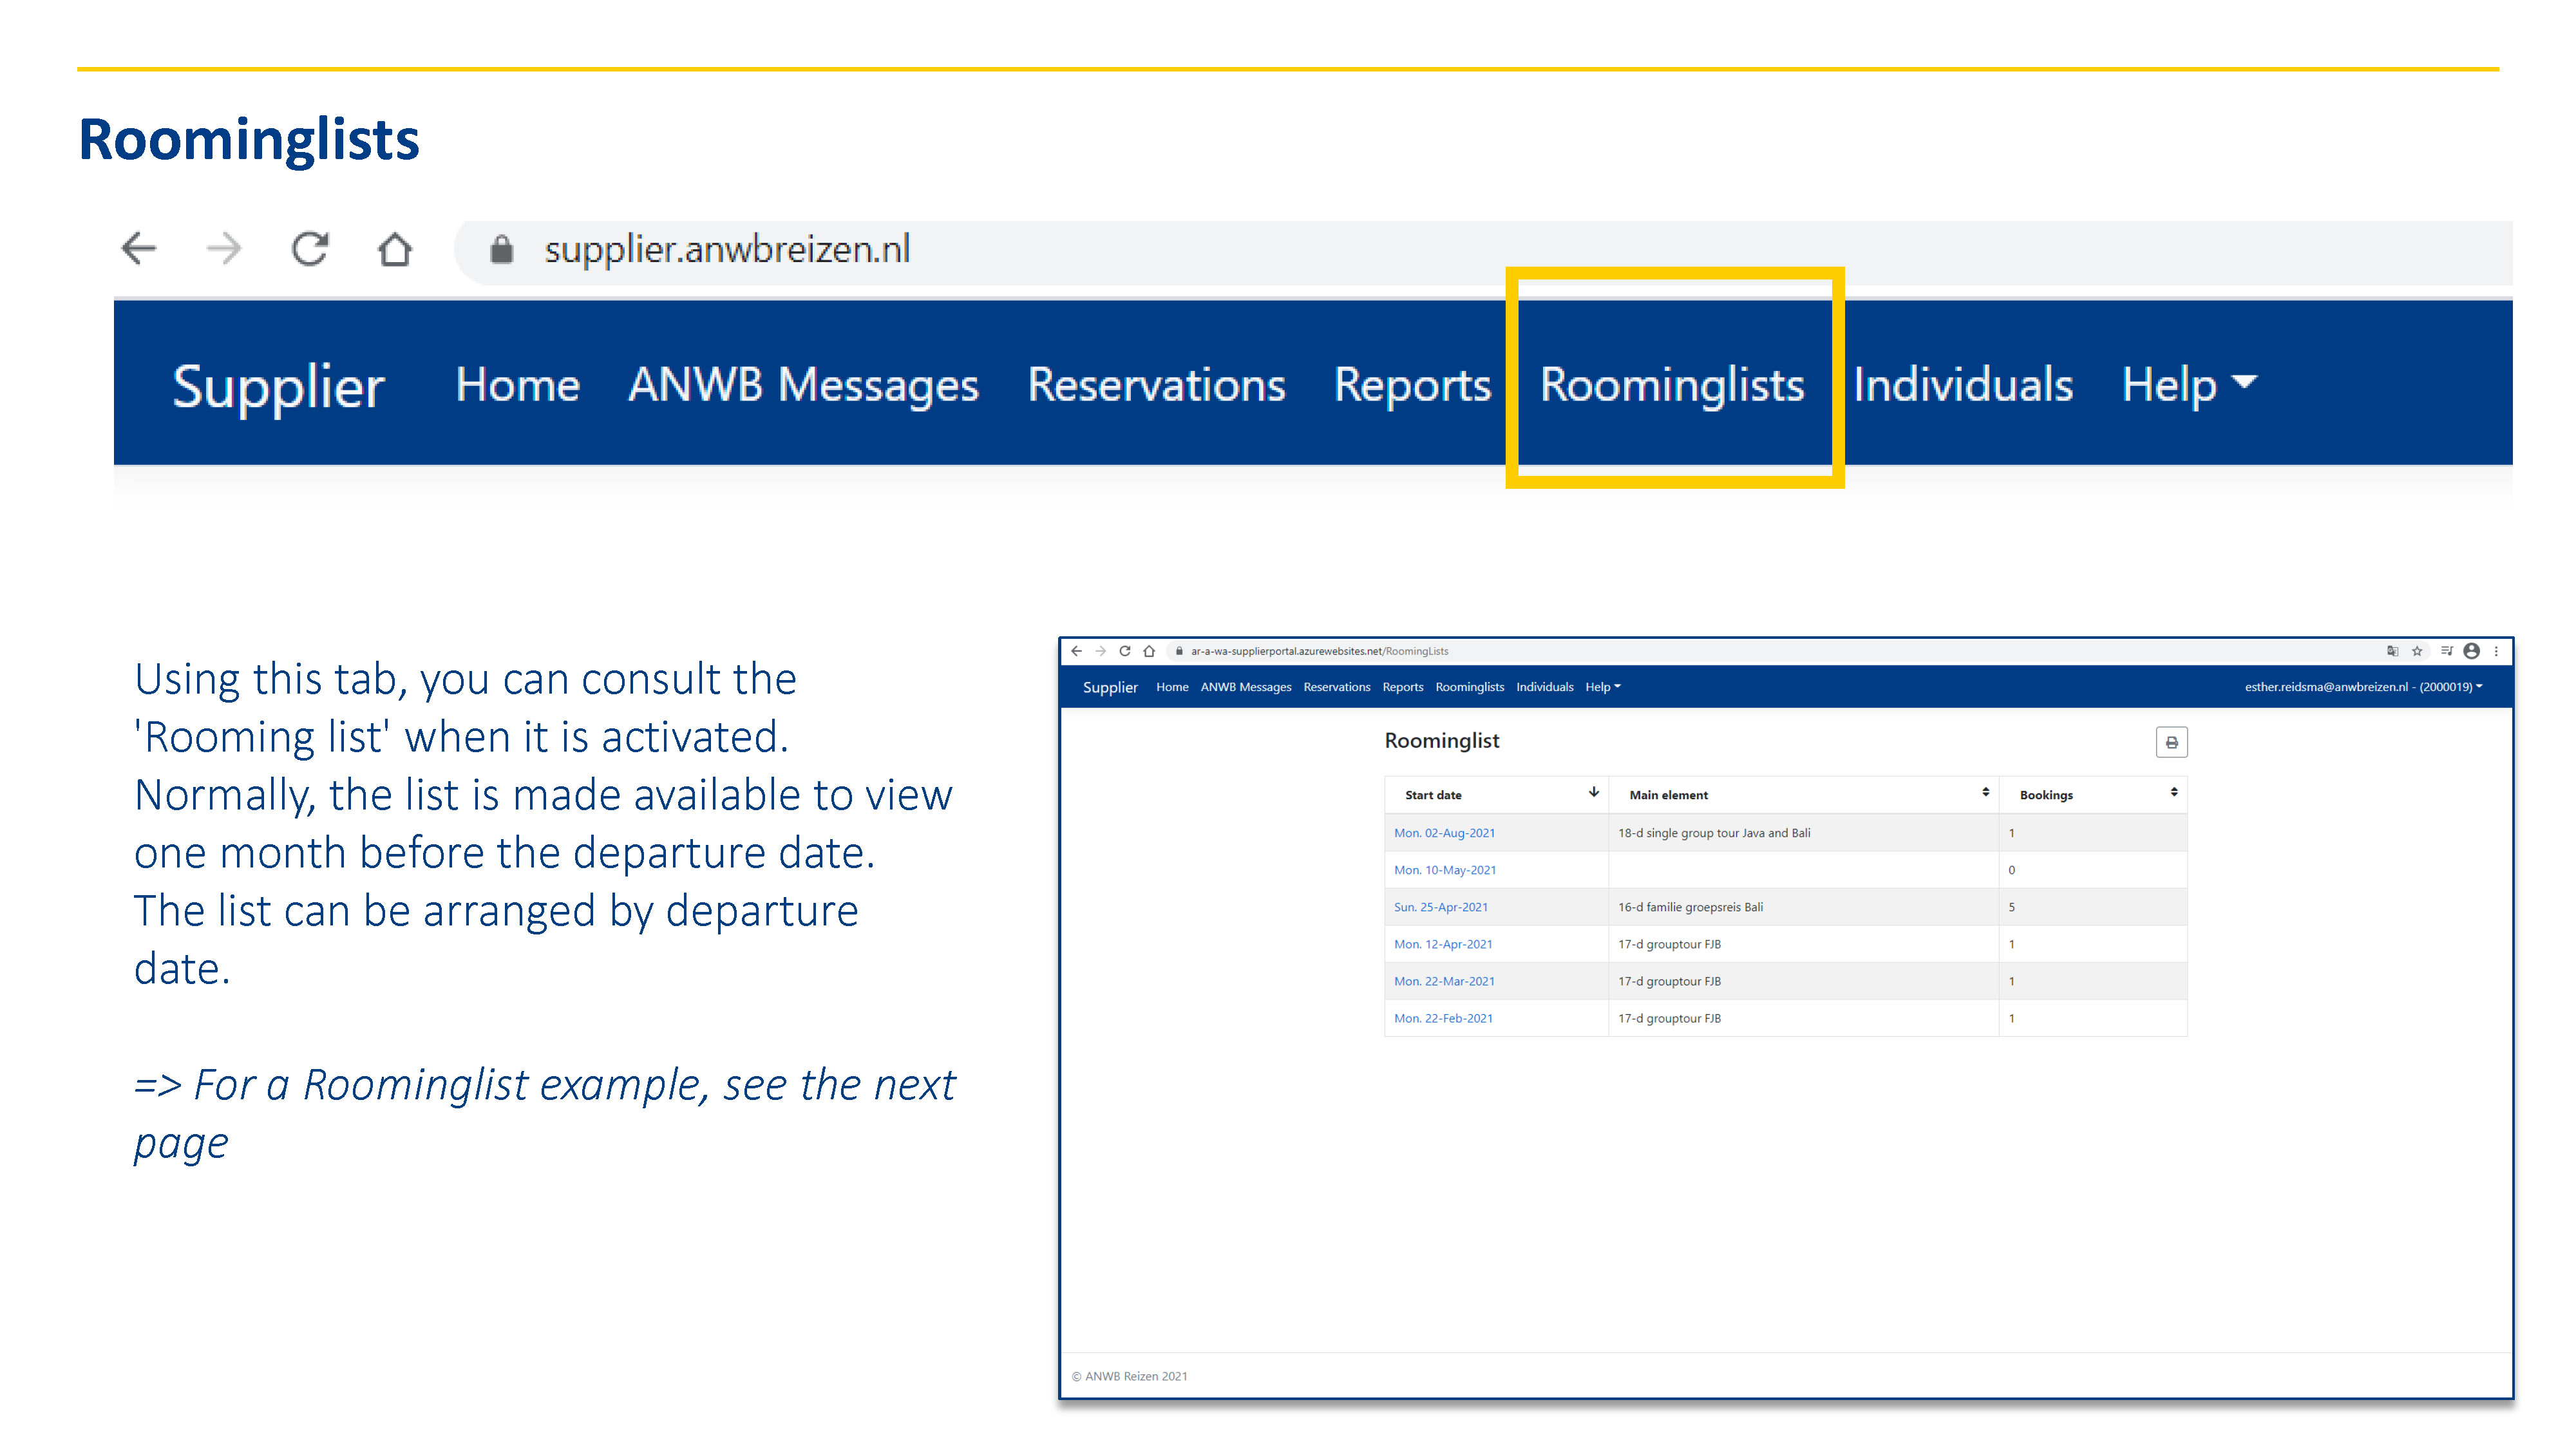 Roominglists
supplier.anwbreizen.nl
Supplier Home ANWB Messages Reservations Reports Roominglists Individuals Help
Using this tab, you can consult the
'Rooming list' when it is activated.
Normally, the list is made available to view
one month before the departure date.
The list can be arranged by departure
date.
=> For a Roominglist example, see the next
page
ar-a-wa-supplierportal.azurewebsites.net/RoomingLists
Supplier Home ANWB Messages Reservations Reports Roominglists Individuals Help esther.reidsma@anwbreizen.nl - (2000019)
Roominglist
Start date Main element Bookings
Mon. 02-Aug-2021 18-d single group tour Java and Bali 1
Mon. 10-May-2021 0
Sun. 25-Apr-2021 16-d familie groepsreis Bali 5
Mon. 12-Apr-2021 17-d grouptour FJB 1
Mon. 22-Mar-2021 17-d grouptour FJB 1
Mon. 22-Feb-2021 17-d grouptour FJB 1
© ANWB Reizen 2021